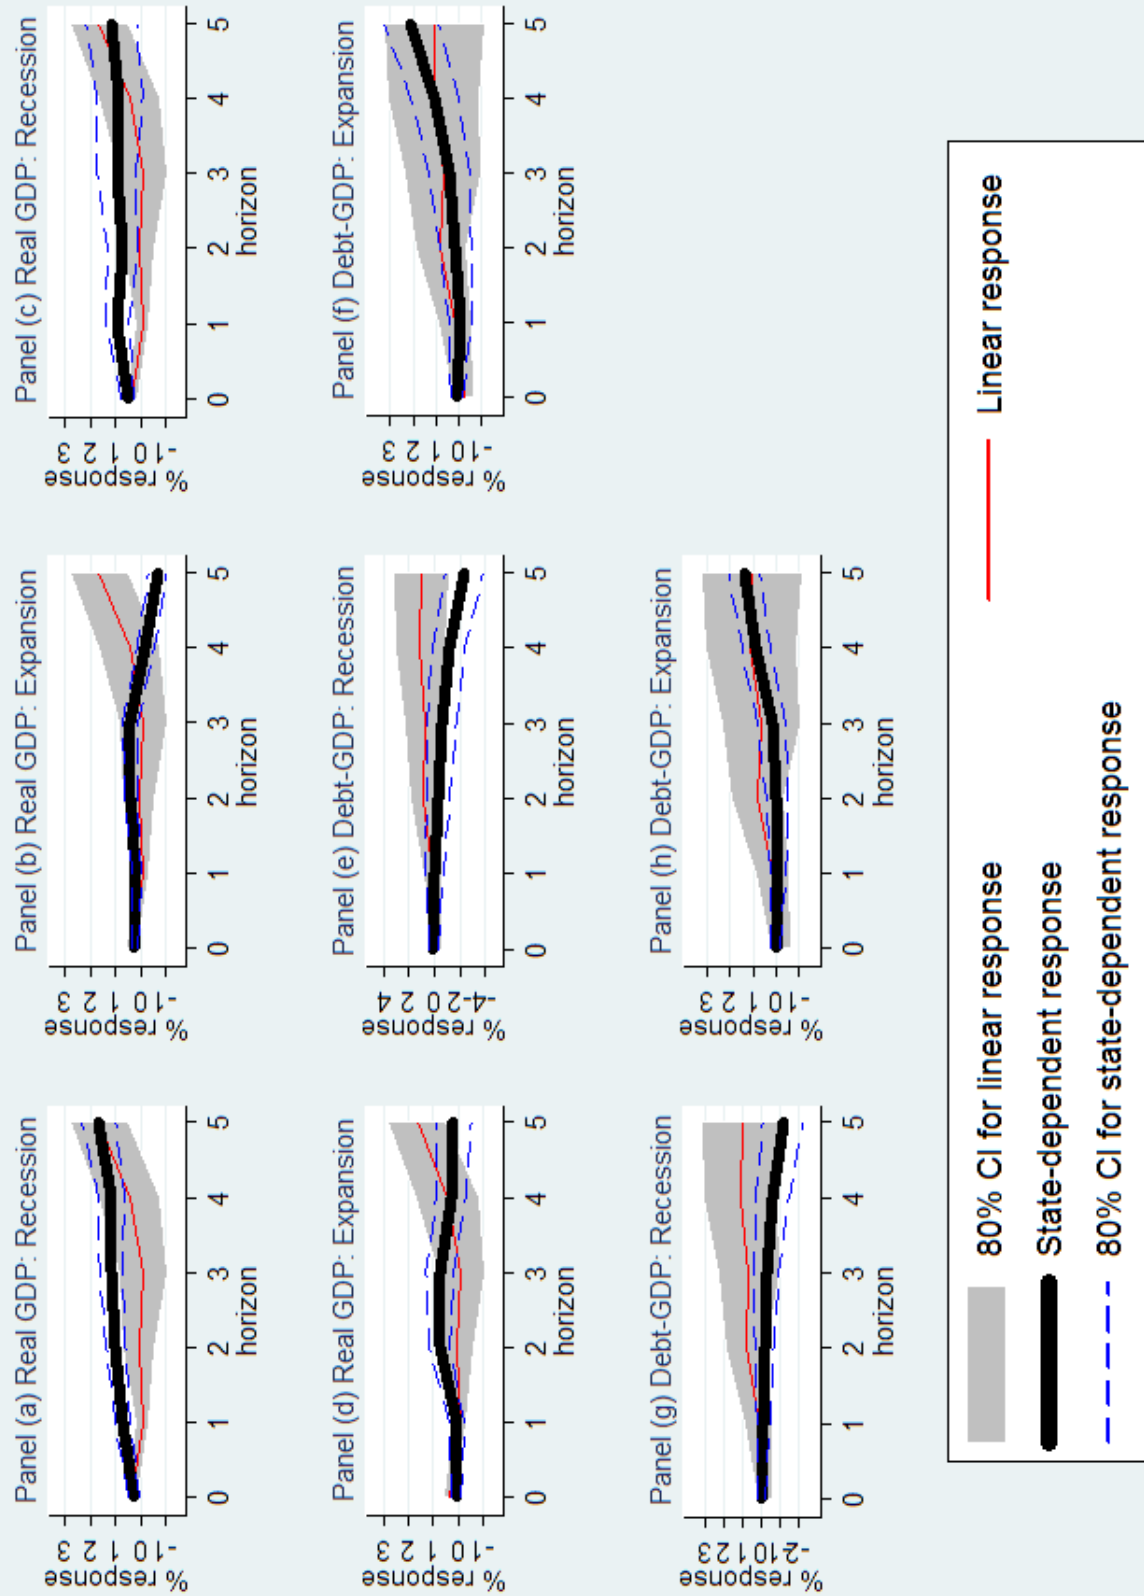 Panel (a) Real GDP: Recession
% response
-1 0 1 2 3
0 1 2 3 4 5
horizon
Panel (b) Real GDP: Expansion
% response
-1 0 1 2 3
0 1 2 3 4 5
horizon
Panel (c) Real GDP: Recession
% response
-1 0 1 2 3
0 1 2 3 4 5
horizon
Panel (d) Real GDP: Expansion
% response
-1 0 1 2 3
0 1 2 3 4 5
horizon
Panel (e) Debt-GDP: Recession
% response
-4 -2 0 2 4
0 1 2 3 4 5
horizon
Panel (f) Debt-GDP: Expansion
% response
-1 0 1 2 3
0 1 2 3 4 5
horizon
Panel (g) Debt-GDP: Recession
% response
-2 -1 0 1 2 3
0 1 2 3 4 5
horizon
Panel (h) Debt-GDP: Expansion
% response
-1 0 1 2 3
0 1 2 3 4 5
horizon
80% CI for linear response
Linear response
State-dependent response
80% CI for state-dependent response